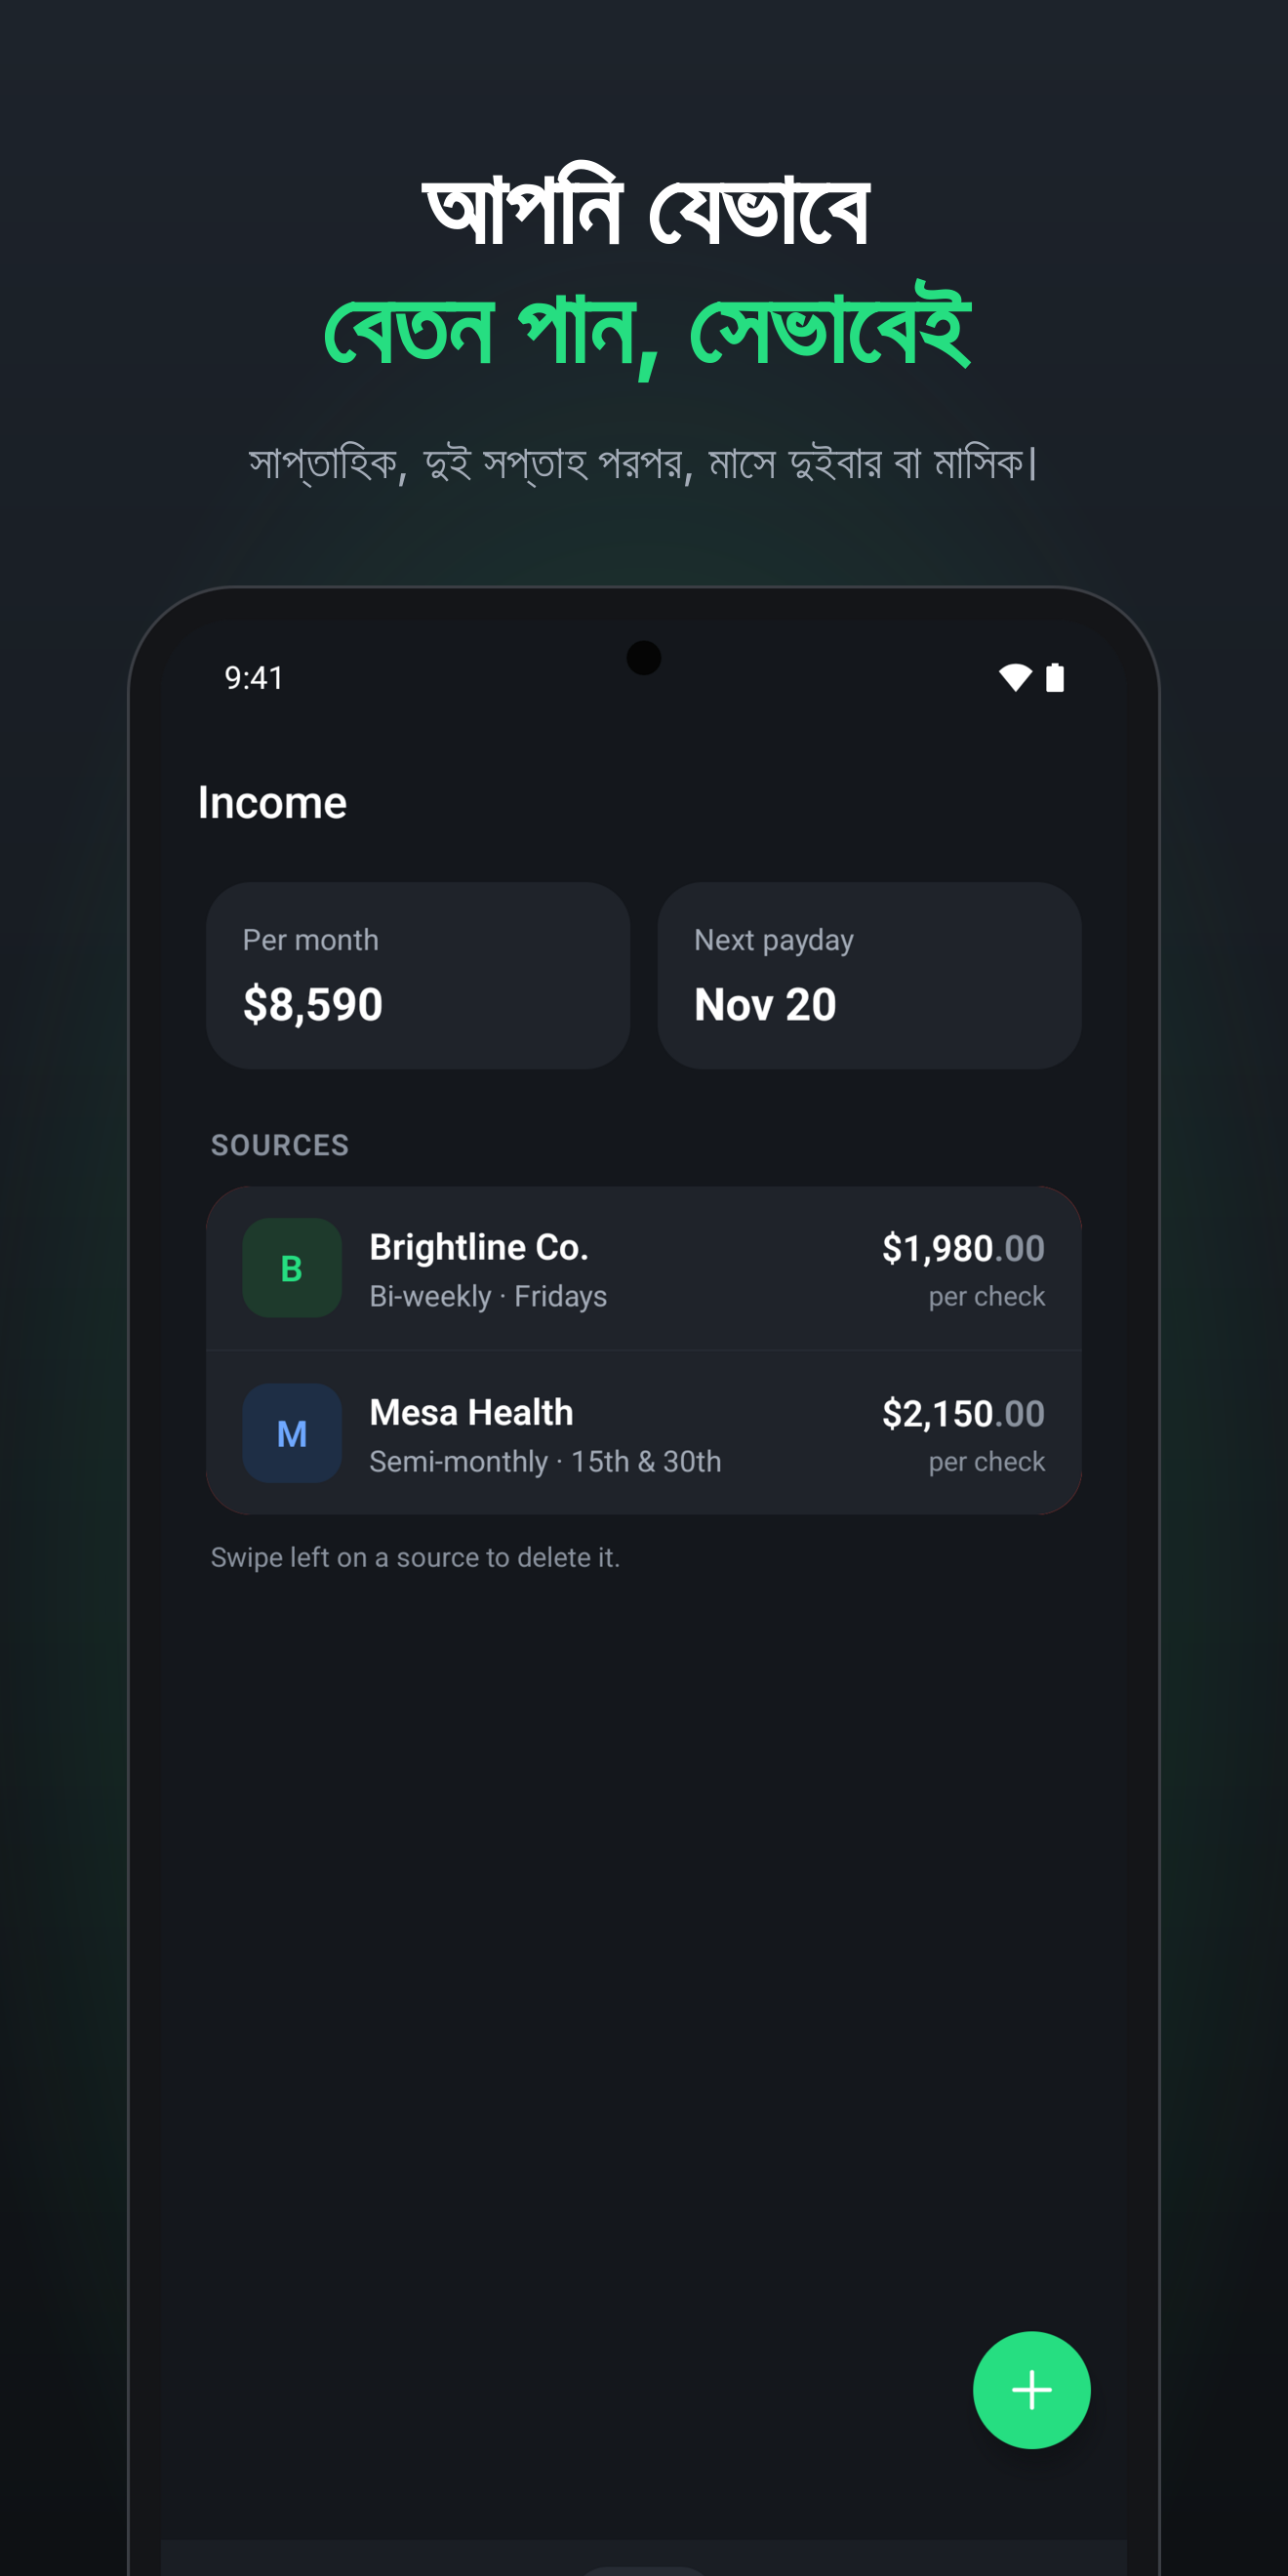 আপনি যেভাবে
বেতন পান, সেভাবেই
সাপ্তাহিক, দুই সপ্তাহ পরপর, মাসে দুইবার বা মাসিক।
9:41
Income
Per month
$8,590
Next payday
Nov 20
SOURCES
B
Brightline Co.
$1,980.00
Bi-weekly · Fridays
per check
M
Mesa Health
$2,150.00
Semi-monthly · 15th & 30th
per check
Swipe left on a source to delete it.